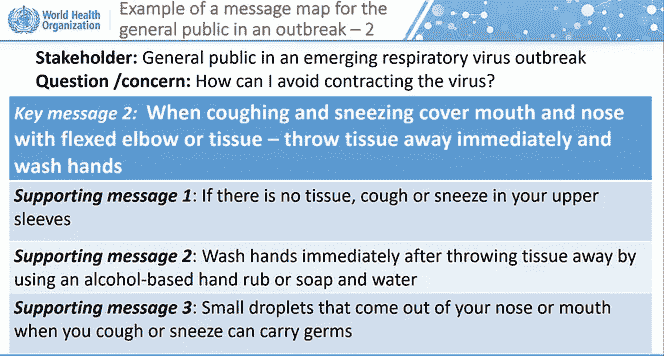 World Health
Organization
Example of a message map for the
general public in an outbreak – 2
Stakeholder: General public in an emerging respiratory virus outbreak
Question /concern: How can I avoid contracting the virus?
Key message 2: When coughing and sneezing cover mouth and nose
with flexed elbow or tissue – throw tissue away immediately and
wash hands
Supporting message 1: If there is no tissue, cough or sneeze in your upper
sleeves
Supporting message 2: Wash hands immediately after throwing tissue away by
using an alcohol-based hand rub or soap and water
Supporting message 3: Small droplets that come out of your nose or mouth
when you cough or sneeze can carry germs